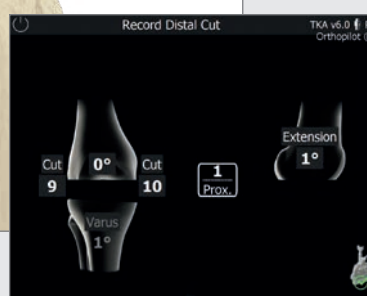 Record Distal Cut
TKA v6.0
Orthopilot
Cut
9
0°
Cut
10
1
Prox.
Extension
1°
Varus
1°